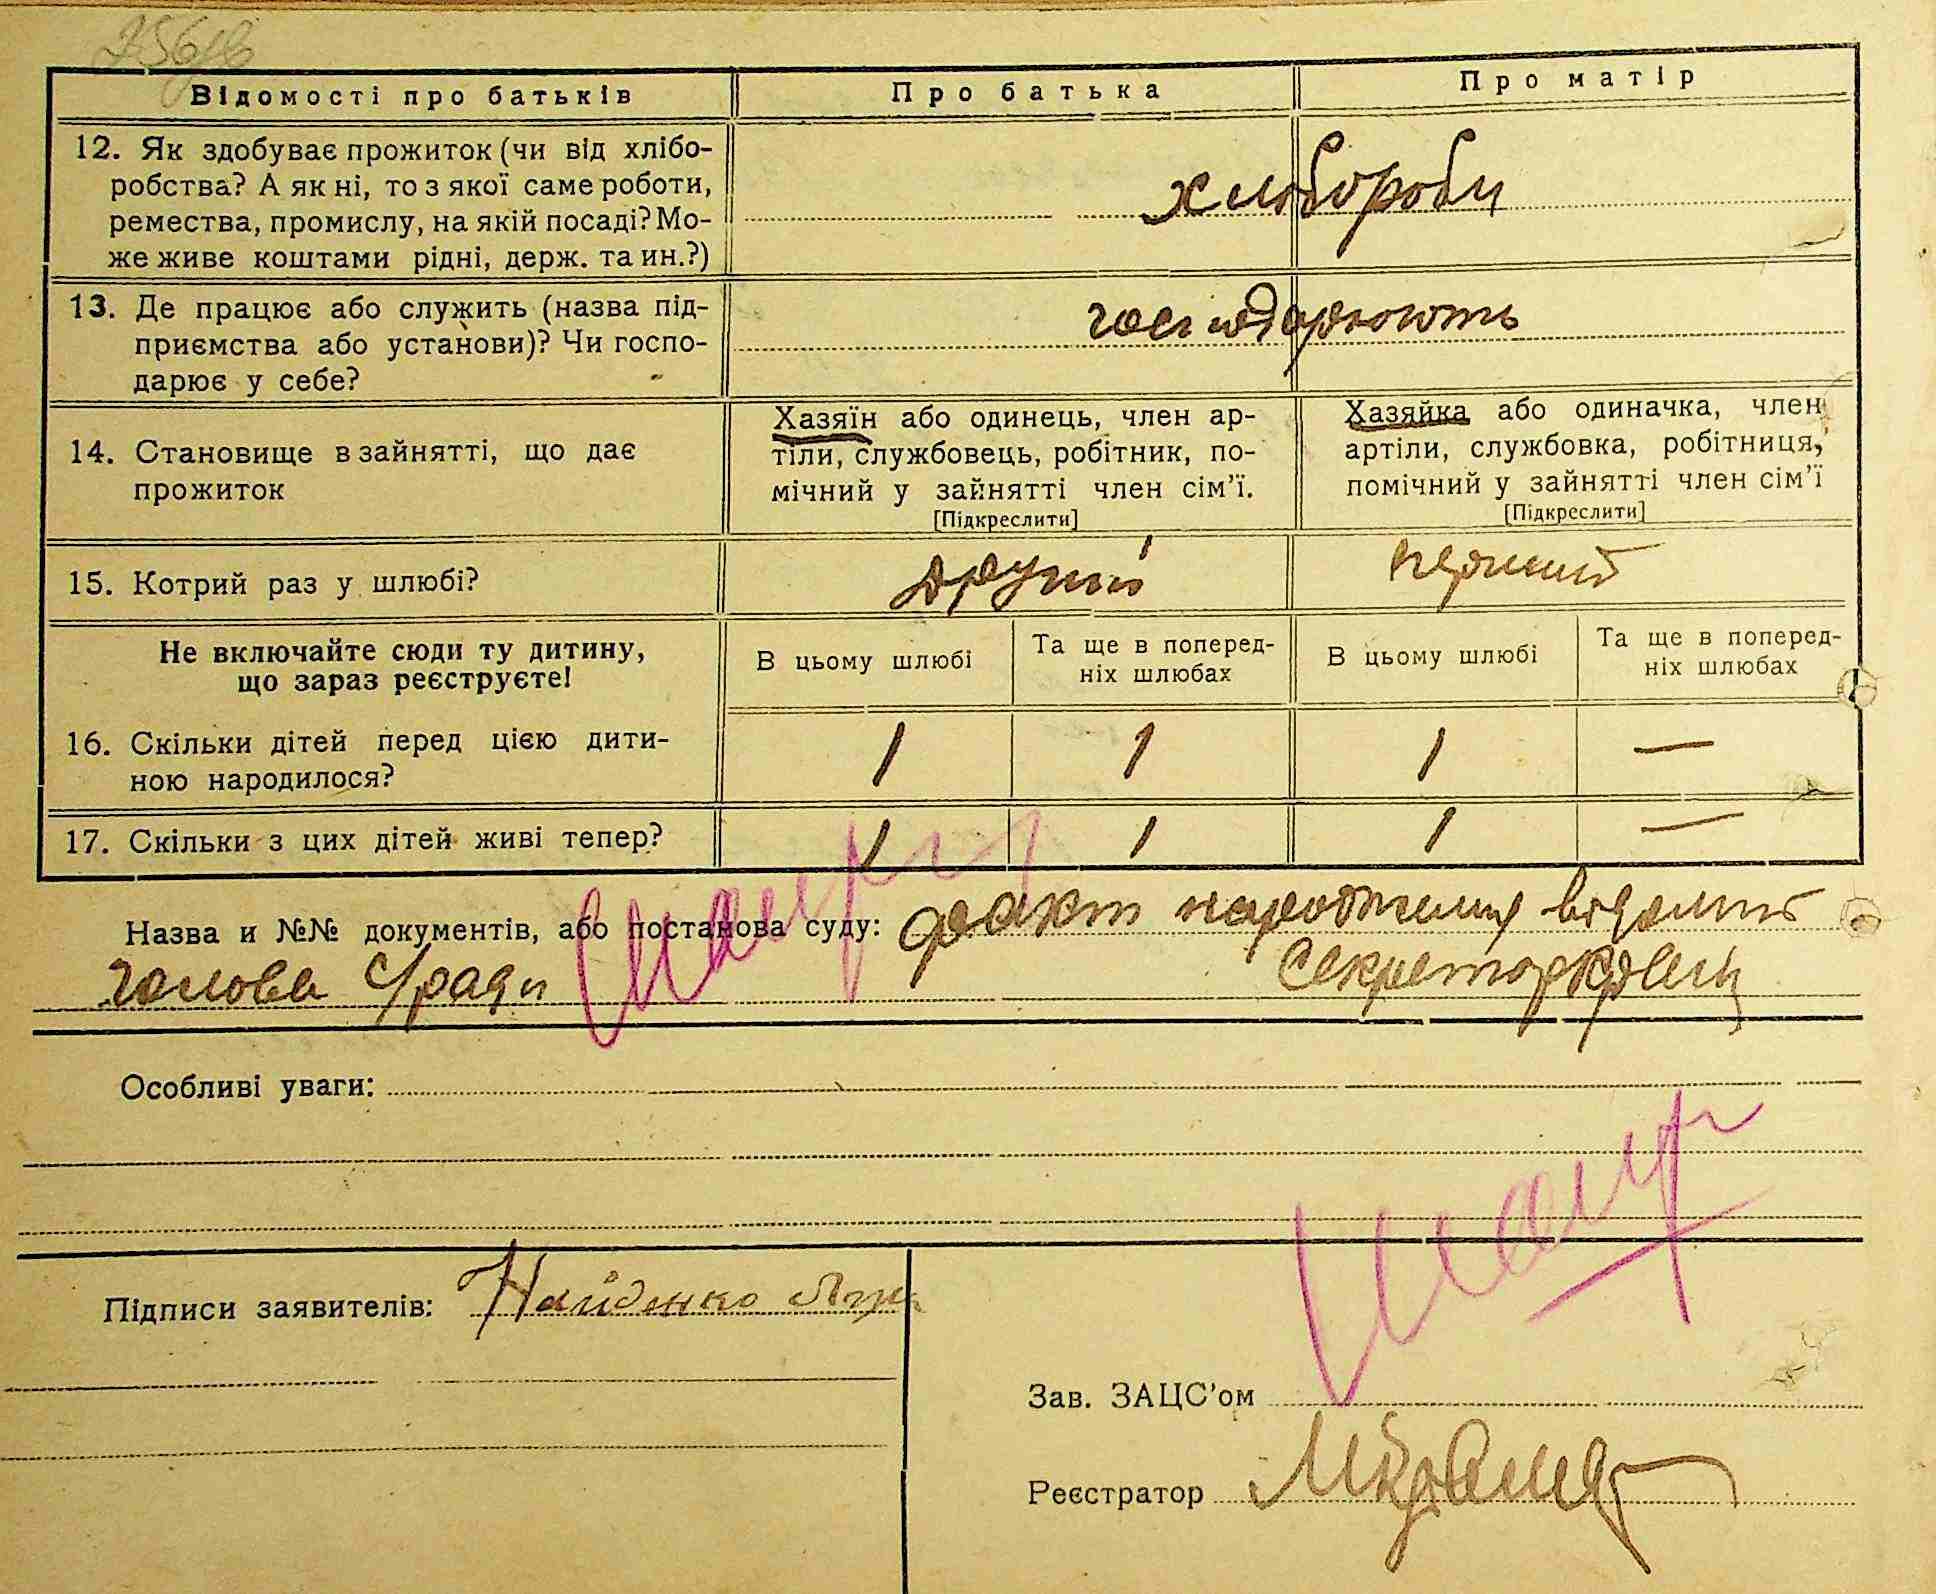 Відомості про батьків
Про батька
Про матір
12. Як здобуває прожиток (чи від хлібо-
робства? А як ні, то з якої саме роботи,
ремества, промислу, на якій посаді? Мо-
же живе коштами рідні, держ. та ин.?)
хлібороби
13. Де працює або служить (назва під-
приємства або установи)? Чи госпо-
дарює у себе?
господарюють
14. Становище в зайнятті, що дає
прожиток
Хазяїн або одинець, член ар-
тіли, службовець, робітник, по-
мічний у зайнятті член сім'ї.
[Підкреслити]
Хазяйка або одиначка, член
артіли, службовка, робітниця,
помічний у зайнятті член сім'ї
[Підкреслити]
15. Котрий раз у шлюбі?
другий
перший
Не включайте сюди ту дитину,
що зараз реєструєте!
В цьому шлюбі
Та ще в поперед-
ніх шлюбах
В цьому шлюбі
Та ще в поперед-
ніх шлюбах
16. Скільки дітей перед цією дити-
ною народилося?
1
1
1
—
17. Скільки з цих дітей живі тепер?
1
1
1
—
Назва и №№ документів, або постанова суду: факт народження відомий
голова С/ради Секретар
Особливі уваги:
Підписи заявителів: Найденко
Зав. ЗАЦС'ом
Реєстратор